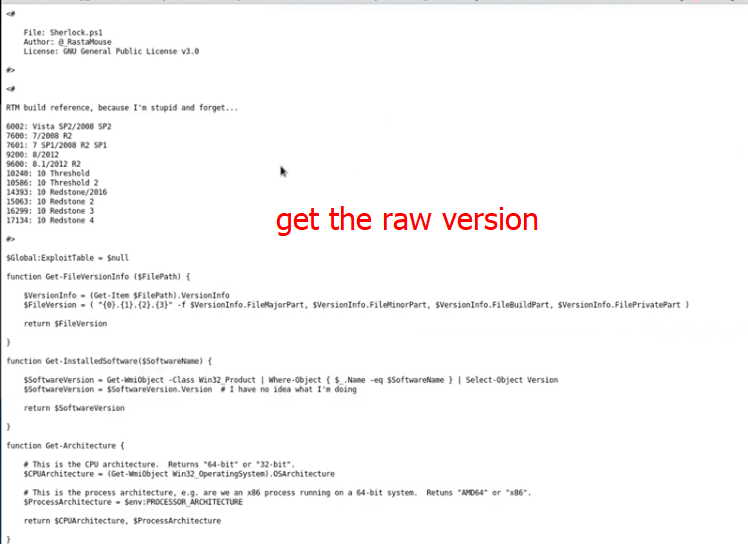 <#
File: Sherlock.ps1
Author: @_RastaMouse
License: GNU General Public License v3.0
#>
<#
RTM build reference, because I'm stupid and forget...
6002: Vista SP2/2008 SP2
7600: 7/2008 R2
7601: 7 SP1/2008 R2 SP1
9200: 8/2012
9600: 8.1/2012 R2
10240: 10 Threshold
10586: 10 Threshold 2
14393: 10 Redstone/2016
15063: 10 Redstone 2
16299: 10 Redstone 3
17134: 10 Redstone 4
get the raw version
#>
$Global:ExploitTable = $null
function Get-FileVersionInfo ($FilePath) {
$VersionInfo = (Get-Item $FilePath).VersionInfo
$FileVersion = ( "{0}.{1}.{2}.{3}" -f $VersionInfo.FileMajorPart, $VersionInfo.FileMinorPart, $VersionInfo.FileBuildPart, $VersionInfo.FilePrivatePart )
return $FileVersion
}
function Get-InstalledSoftware($SoftwareName) {
$SoftwareVersion = Get-WmiObject -Class Win32_Product | Where-Object { $_.Name -eq $SoftwareName } | Select-Object Version
$SoftwareVersion = $SoftwareVersion.Version  # I have no idea what I'm doing
return $SoftwareVersion
}
function Get-Architecture {
# This is the CPU architecture.  Returns "64-bit" or "32-bit".
$CPUArchitecture = (Get-WmiObject Win32_OperatingSystem).OSArchitecture
# This is the process architecture, e.g. are we an x86 process running on a 64-bit system.  Retuns "AMD64" or "x86".
$ProcessArchitecture = $env:PROCESSOR_ARCHITECTURE
return $CPUArchitecture, $ProcessArchitecture
}